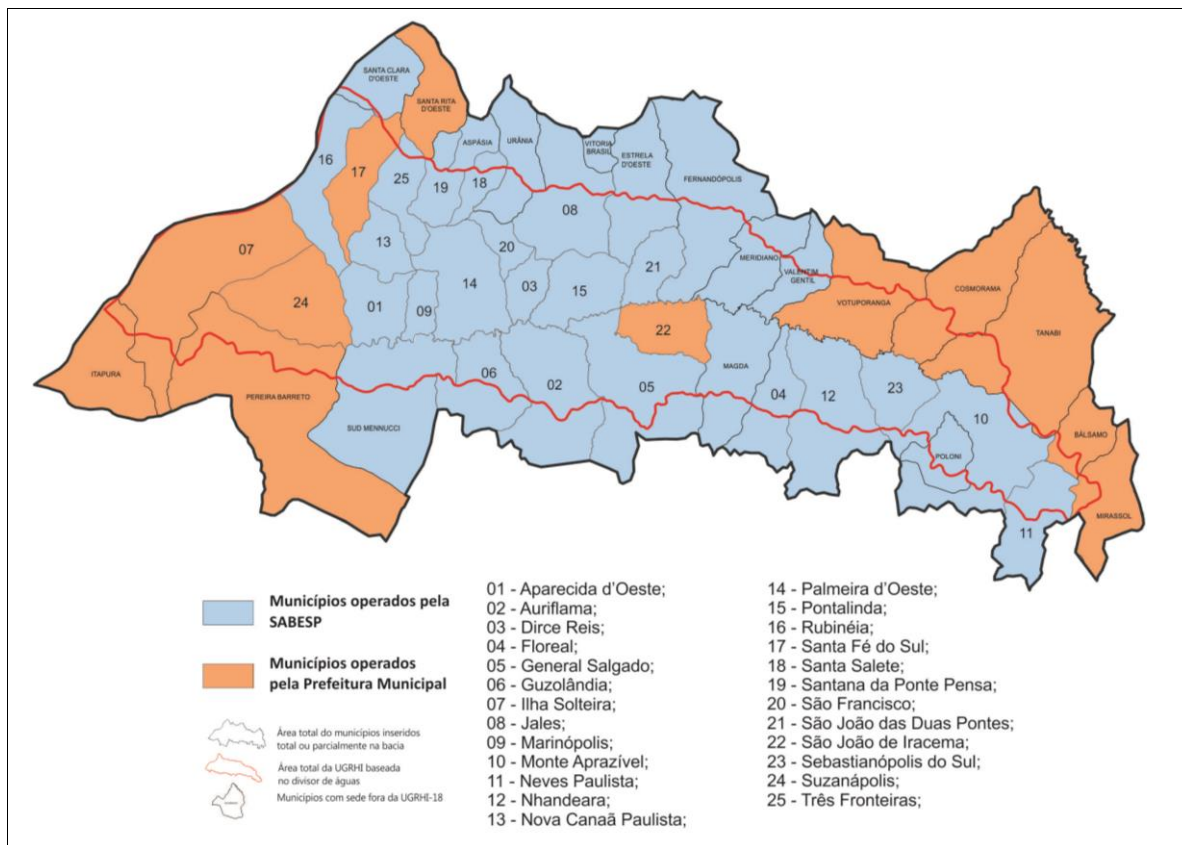 SANTA CLARA
D'OESTE
SANTA RITA
D'OESTE
16
17
25
19
ASPÁSIA
18
URÂNIA
VITORIA
BRASIL
ESTRELA
D'OESTE
FERNANDÓPOLIS
08
07
13
20
21
MERIDIANO
VALENTIM
GENTIL
COSMORAMA
VOTUPORANGA
TANABI
24
01
09
14
03
15
22
ITAPURA
PEREIRA BARRETO
SUD MENNUCCI
06
02
05
MAGDA
04
12
23
10
BÁLSAMO
POLONI
MIRASSOL
11
Municípios operados pela
SABESP
Municípios operados
pela Prefeitura Municipal
Área total do municípios inseridos
total ou parcialmente na bacia
Área total da UGRHI baseada
no divisor de águas
Municípios com sede fora da UGRHI-18
01 - Aparecida d’Oeste;
02 - Auriflama;
03 - Dirce Reis;
04 - Floreal;
05 - General Salgado;
06 - Guzolândia;
07 - Ilha Solteira;
08 - Jales;
09 - Marinópolis;
10 - Monte Aprazível;
11 - Neves Paulista;
12 - Nhandeara;
13 - Nova Canaã Paulista;
14 - Palmeira d’Oeste;
15 - Pontalinda;
16 - Rubinéia;
17 - Santa Fé do Sul;
18 - Santa Salete;
19 - Santana da Ponte Pensa;
20 - São Francisco;
21 - São João das Duas Pontes;
22 - São João de Iracema;
23 - Sebastianópolis do Sul;
24 - Suzanápolis;
25 - Três Fronteiras;